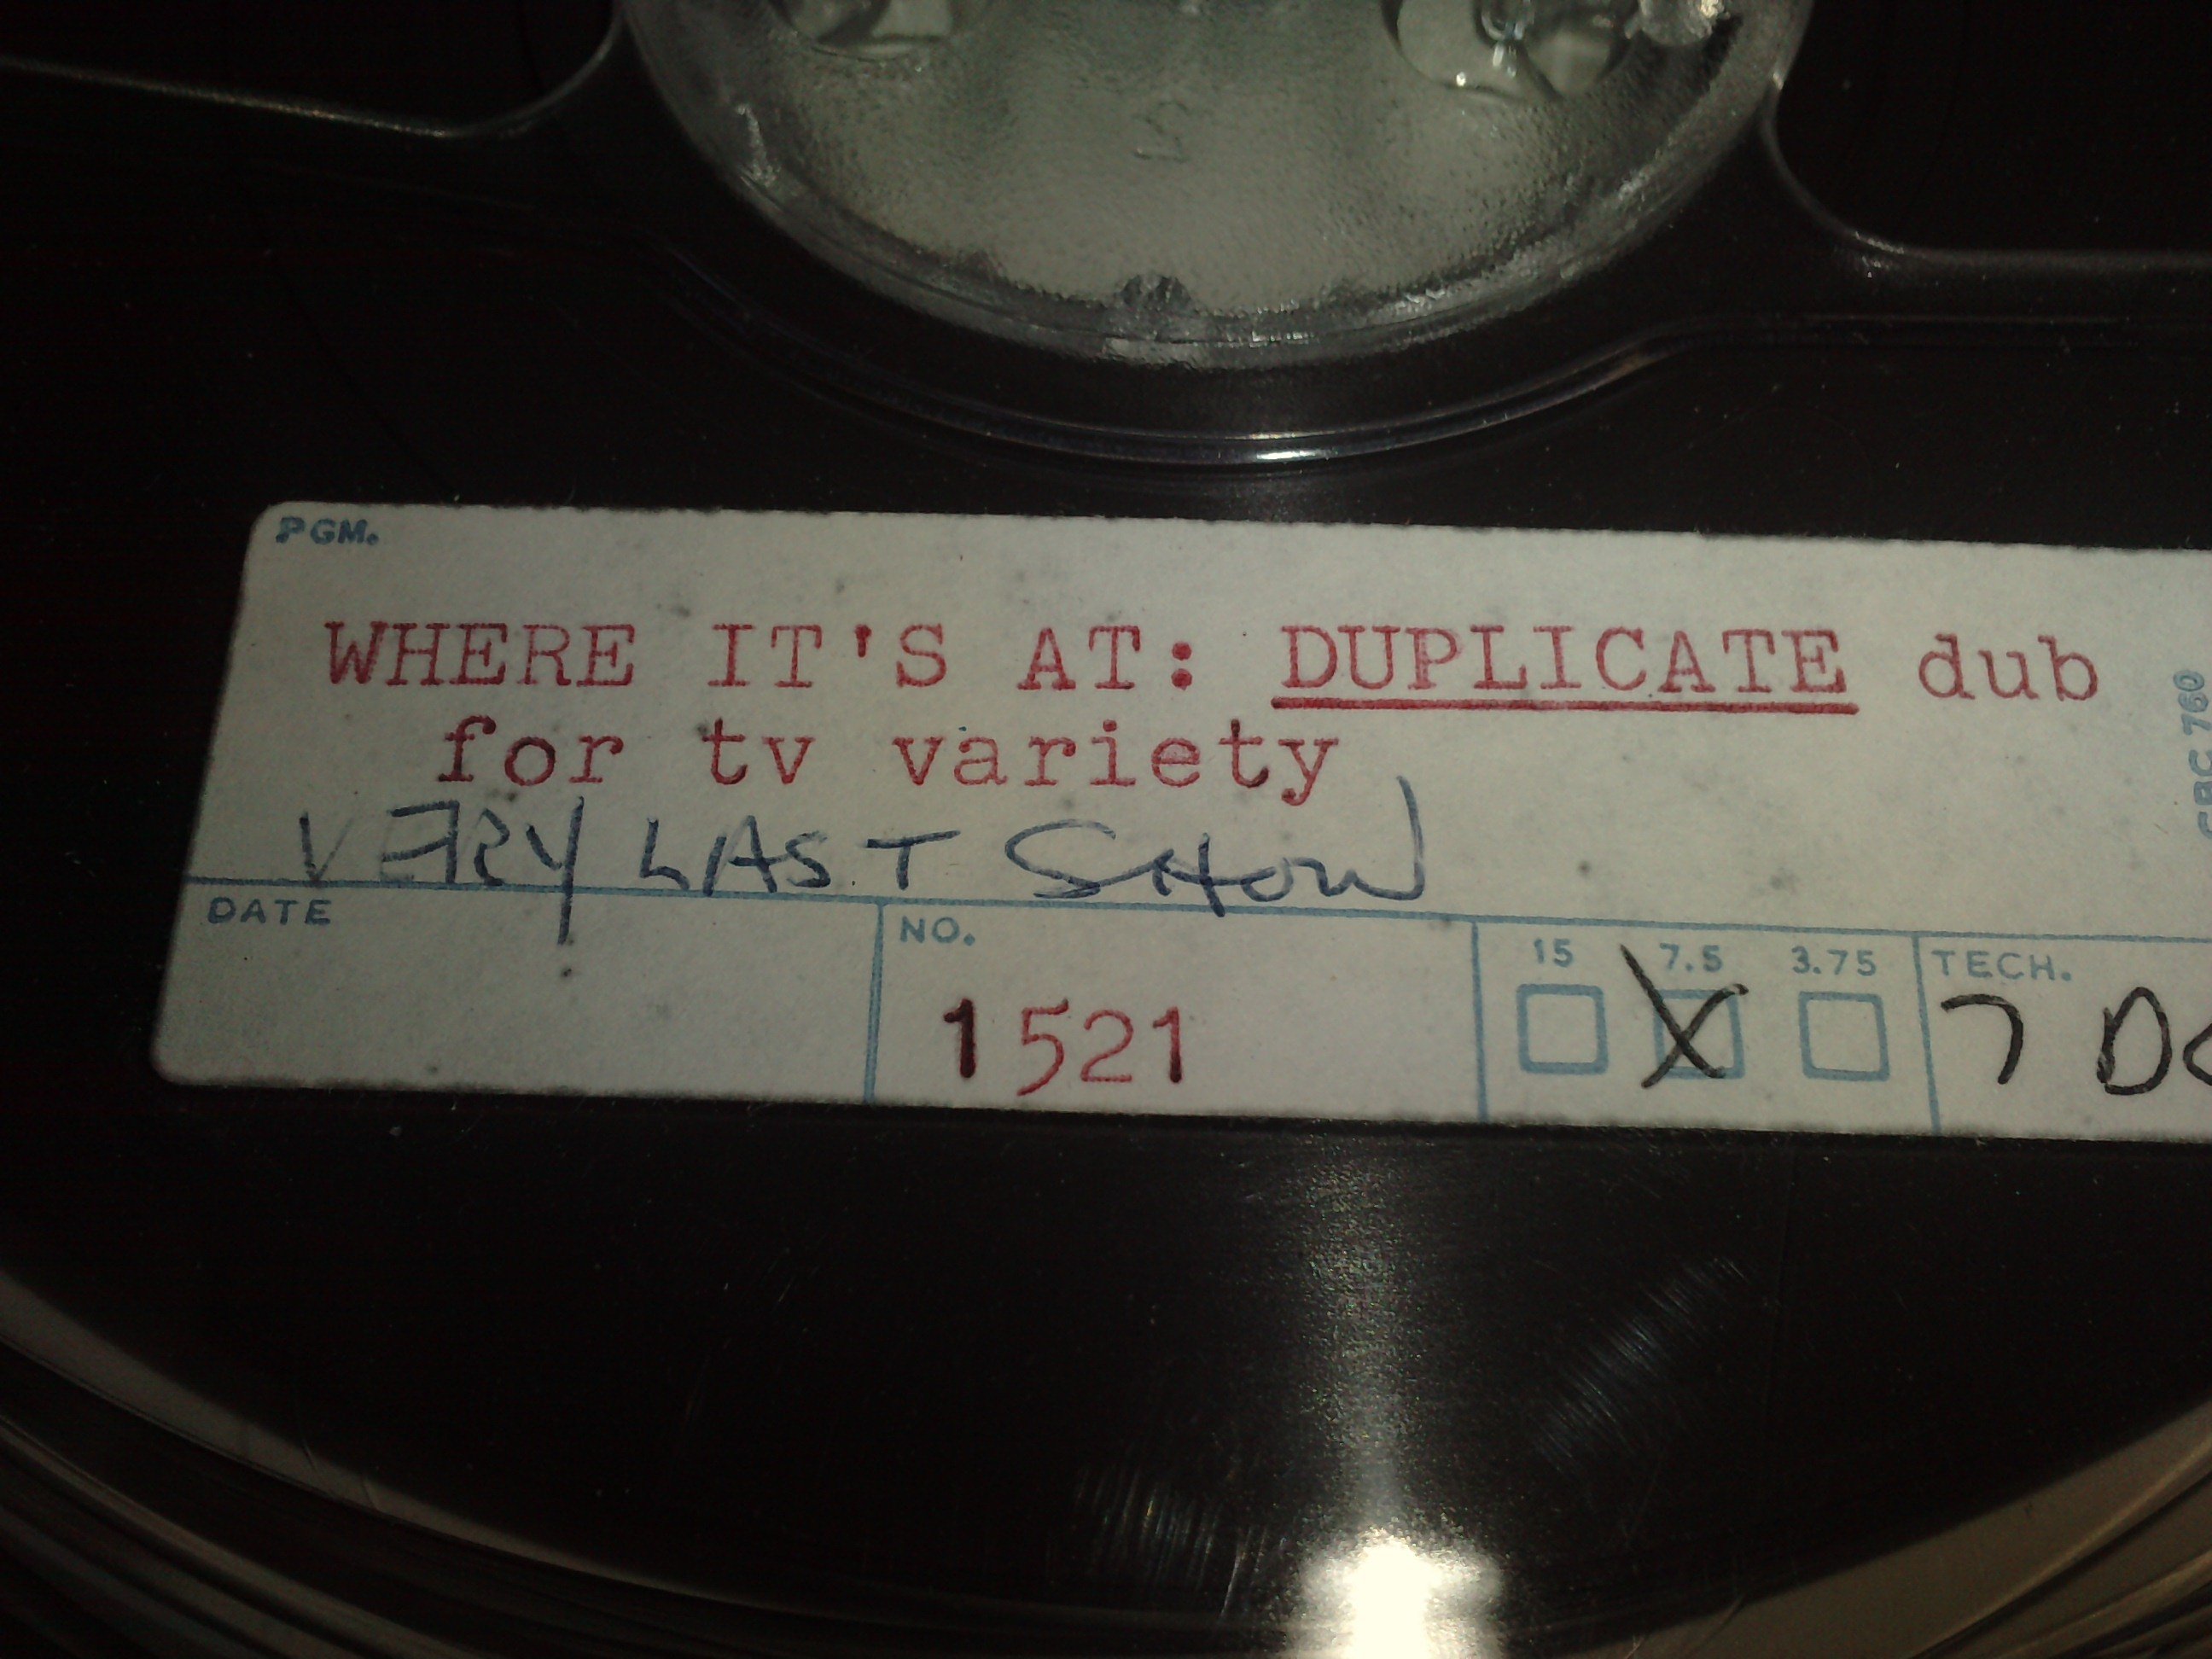 PGM.
WHERE IT'S AT: DUPLICATE dub
for tv variety
VERY LAST SHOW
CBC 760
DATE
NO.
1521
15 7.5 3.75
TECH.